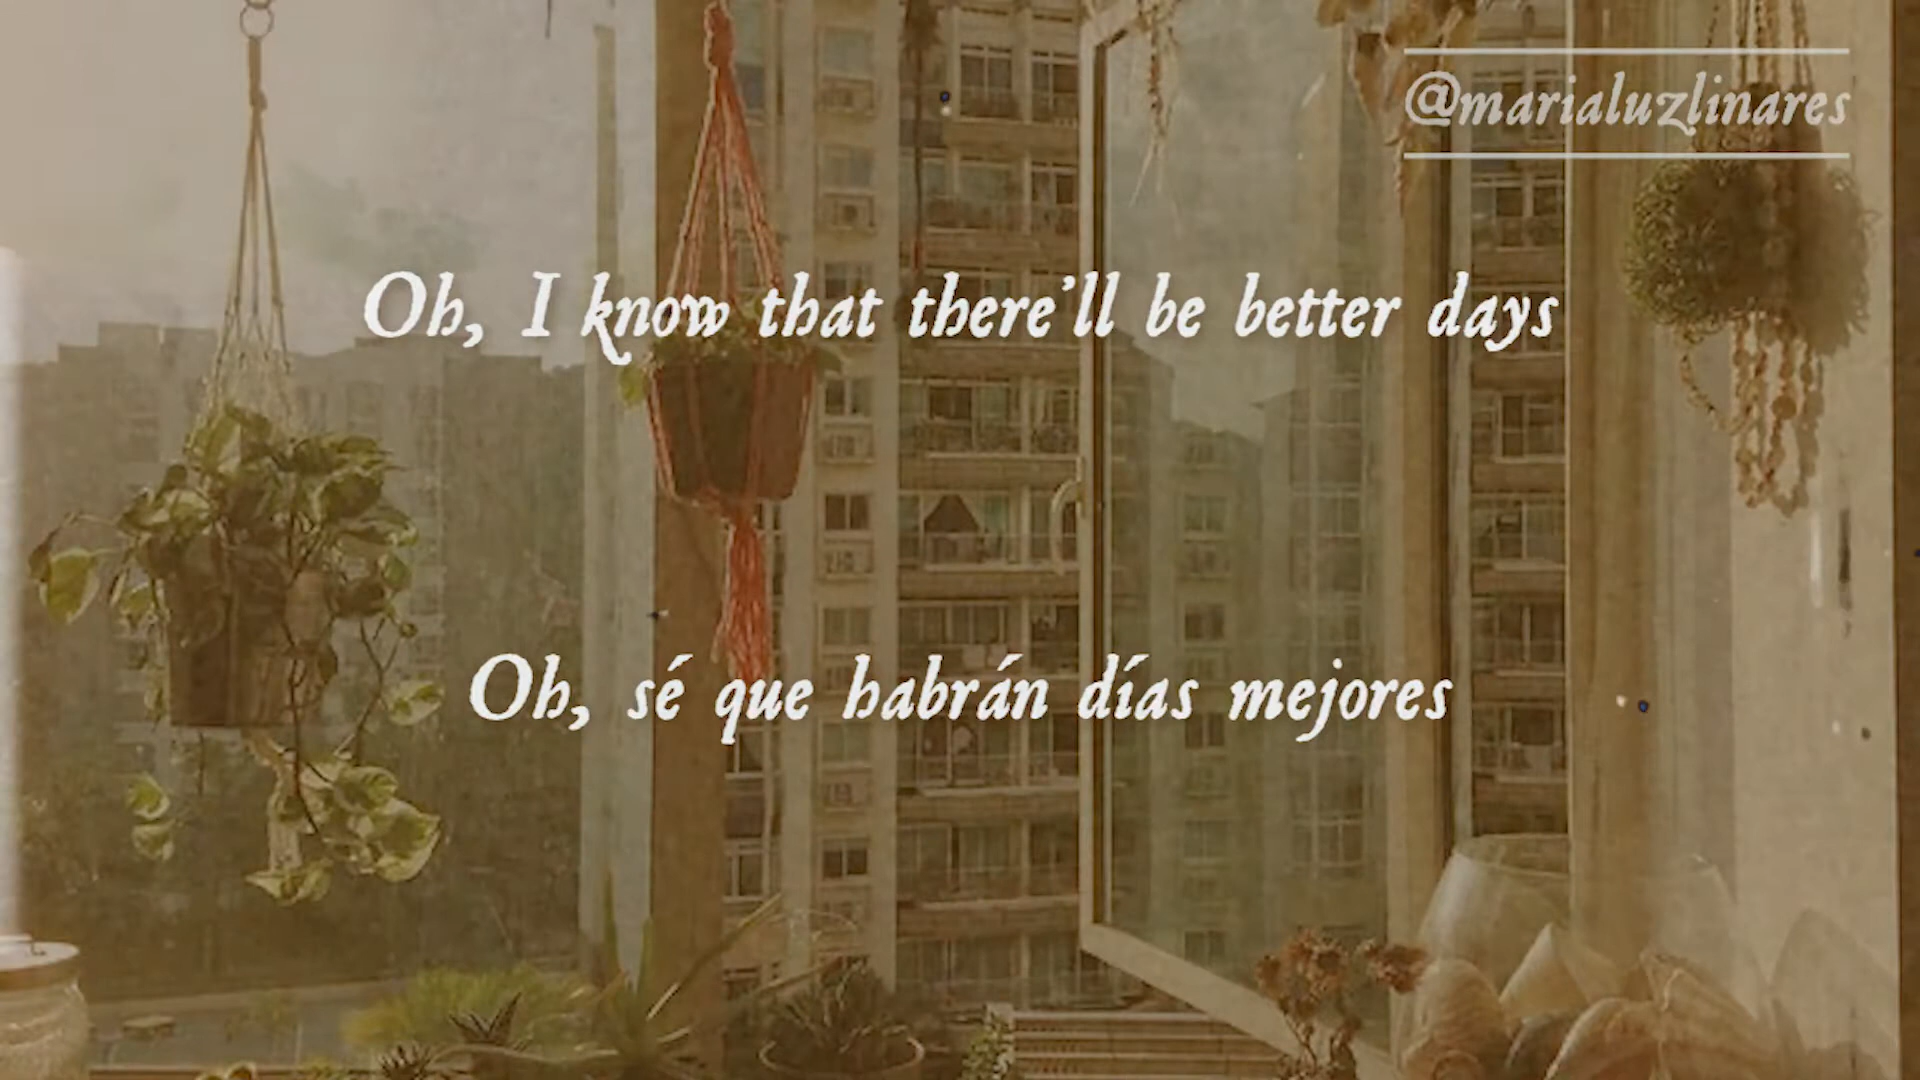 @marialuzlinares
Oh, I know that there'll be better days
Oh, sé que habrán días mejores